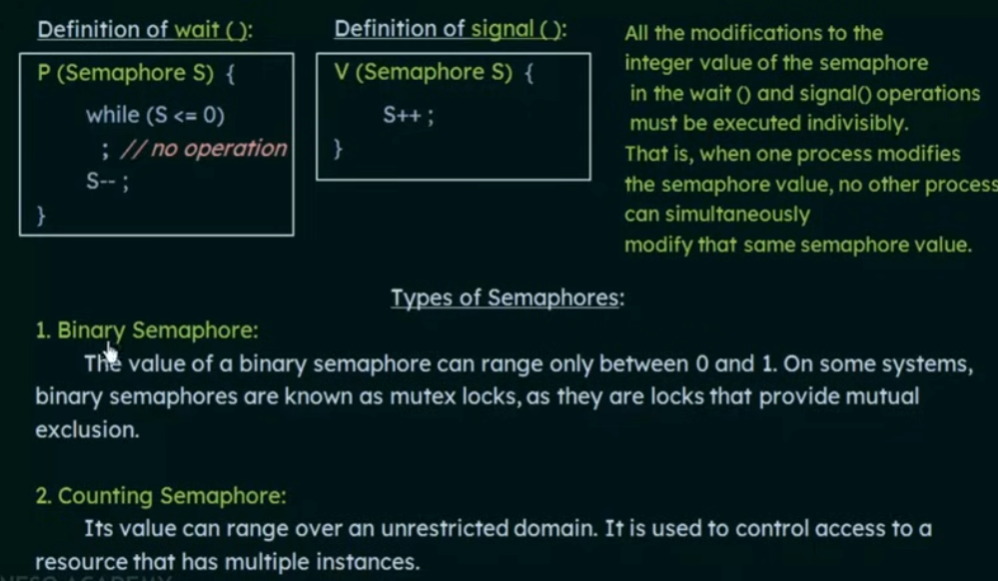 Definition of wait ( ):
P (Semaphore S) {
while (S <= 0)
; // no operation
S-- ;
}
Definition of signal ( ):
V (Semaphore S) {
S++ ;
}
All the modifications to the
integer value of the semaphore
in the wait () and signal() operations
must be executed indivisibly.
That is, when one process modifies
the semaphore value, no other process
can simultaneously
modify that same semaphore value.
Types of Semaphores:
1. Binary Semaphore:
The value of a binary semaphore can range only between 0 and 1. On some systems,
binary semaphores are known as mutex locks, as they are locks that provide mutual
exclusion.
2. Counting Semaphore:
Its value can range over an unrestricted domain. It is used to control access to a
resource that has multiple instances.